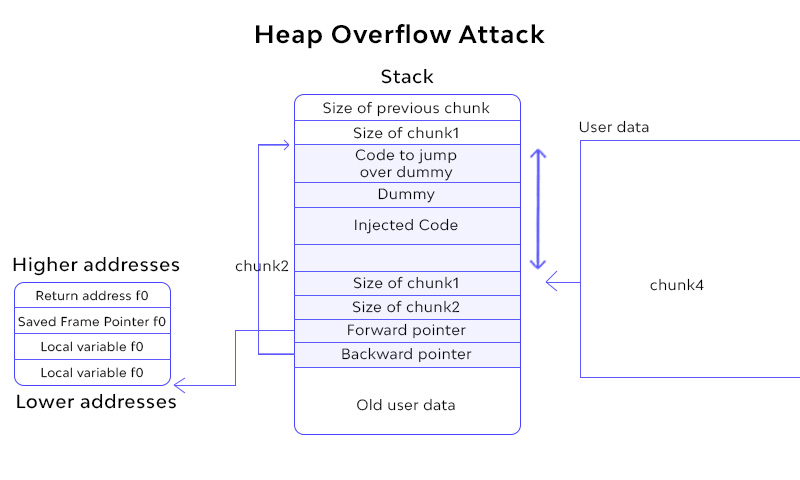 Heap Overflow Attack
Stack
Size of previous chunk
Size of chunk1
Code to jump
over dummy
Dummy
Injected Code
Size of chunk1
Size of chunk2
Forward pointer
Backward pointer
Old user data
chunk2
Higher addresses
Return address f0
Saved Frame Pointer f0
Local variable f0
Local variable f0
Lower addresses
User data
chunk4